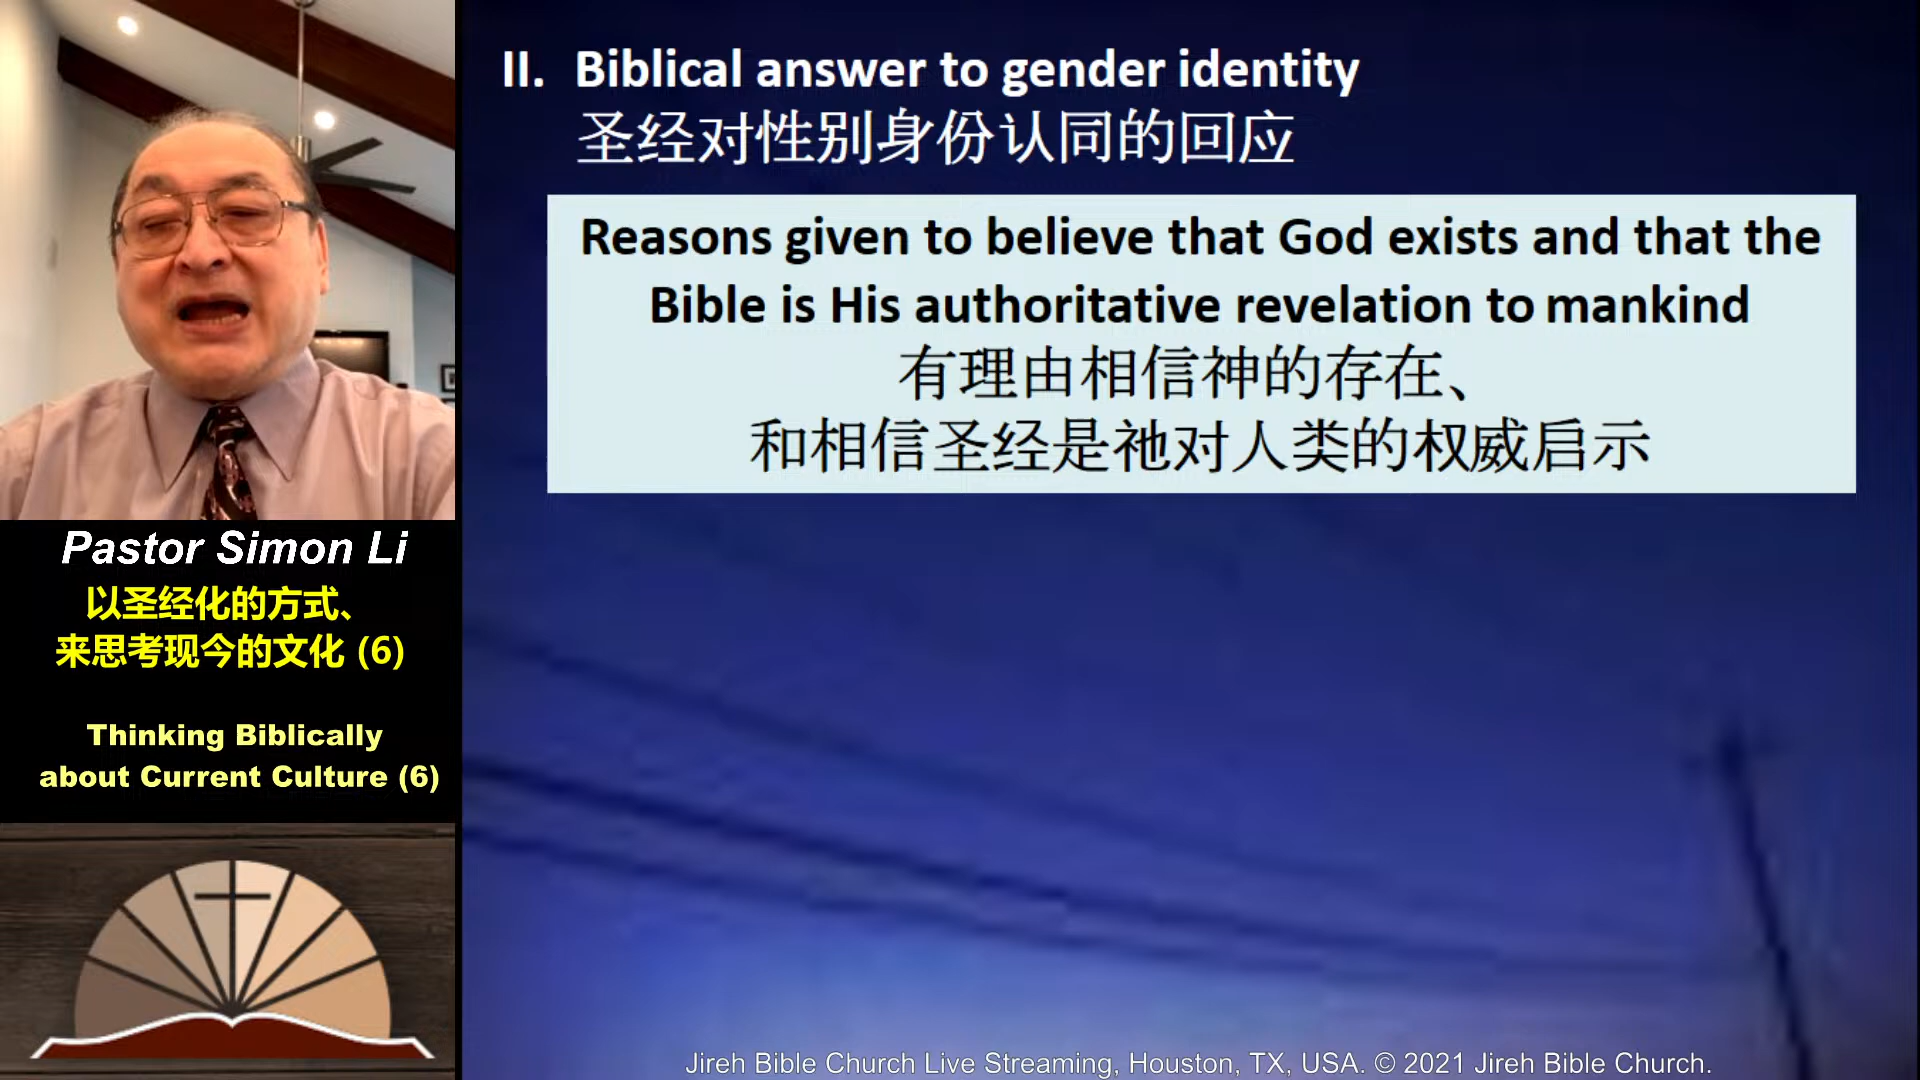 II. Biblical answer to gender identity
圣经对性别身份认同的回应
Reasons given to believe that God exists and that the
Bible is His authoritative revelation to mankind
有理由相信神的存在、
和相信圣经是祂对人类的权威启示
Pastor Simon Li
以圣经化的方式、
来思考现今的文化 (6)
Thinking Biblically
about Current Culture (6)
Jireh Bible Church Live Streaming, Houston, TX, USA. © 2021 Jireh Bible Church.